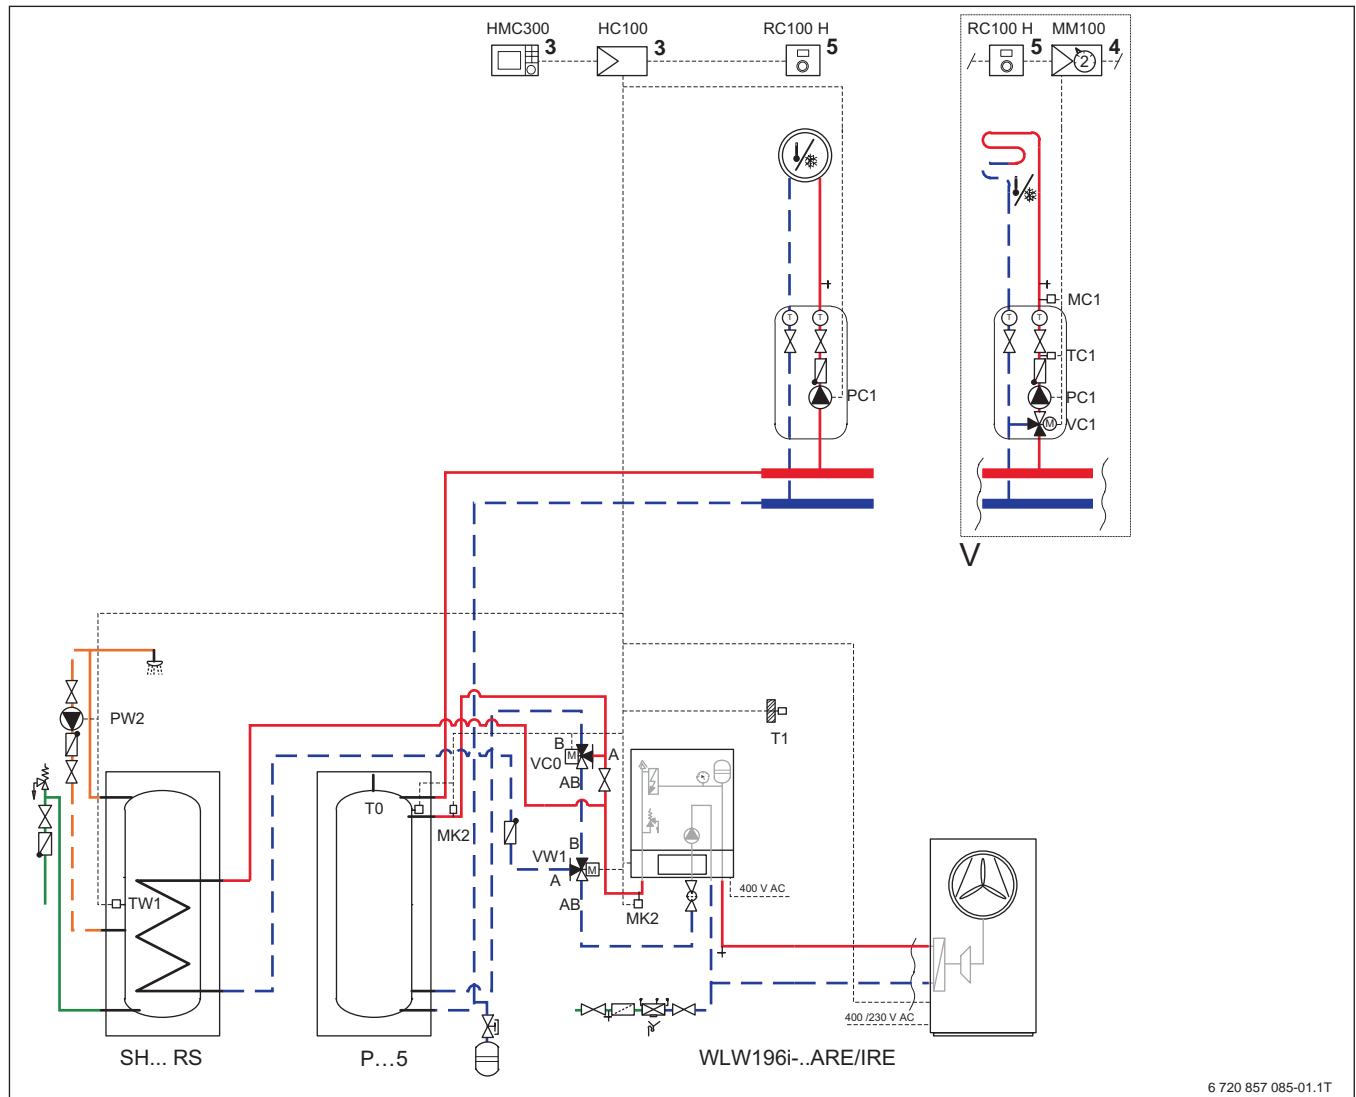 HMC300 HC100 RC100 H RC100 H MM100
3 3 5 5 4
2
MC1
T T T T
TC1
PC1 PC1
VC1
V
PW2
T1
B A
M
VC0
AB
T0
MK2
B
VW1
M
A
AB
MK2
400 V AC
TW1
400 /230 V AC
M
SH... RS P...5 WLW196i-..ARE/IRE
6 720 857 085-01.1T